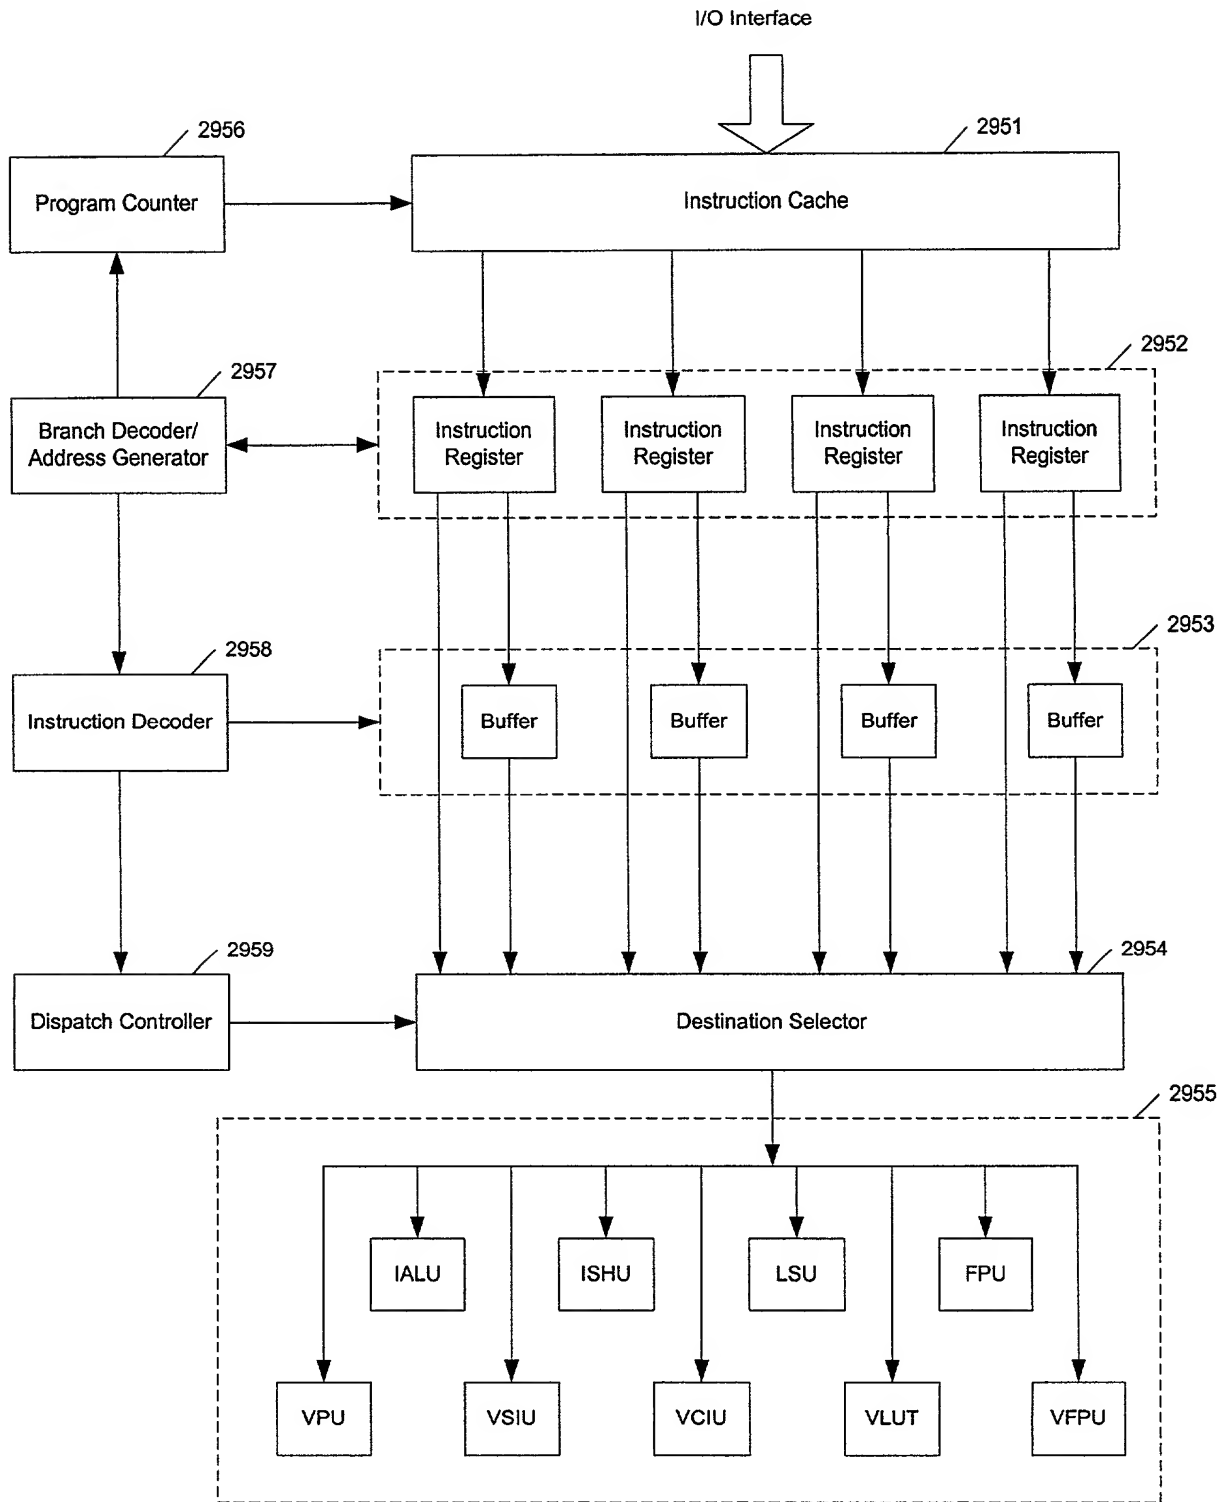 I/O Interface
2956
2951
Program Counter
Instruction Cache
2957
2952
Branch Decoder/
Address Generator
Instruction
Register
Instruction
Register
Instruction
Register
Instruction
Register
2958
2953
Instruction Decoder
Buffer
Buffer
Buffer
Buffer
2959
2954
Dispatch Controller
Destination Selector
2955
IALU
ISHU
LSU
FPU
VPU
VSIU
VCIU
VLUT
VFPU